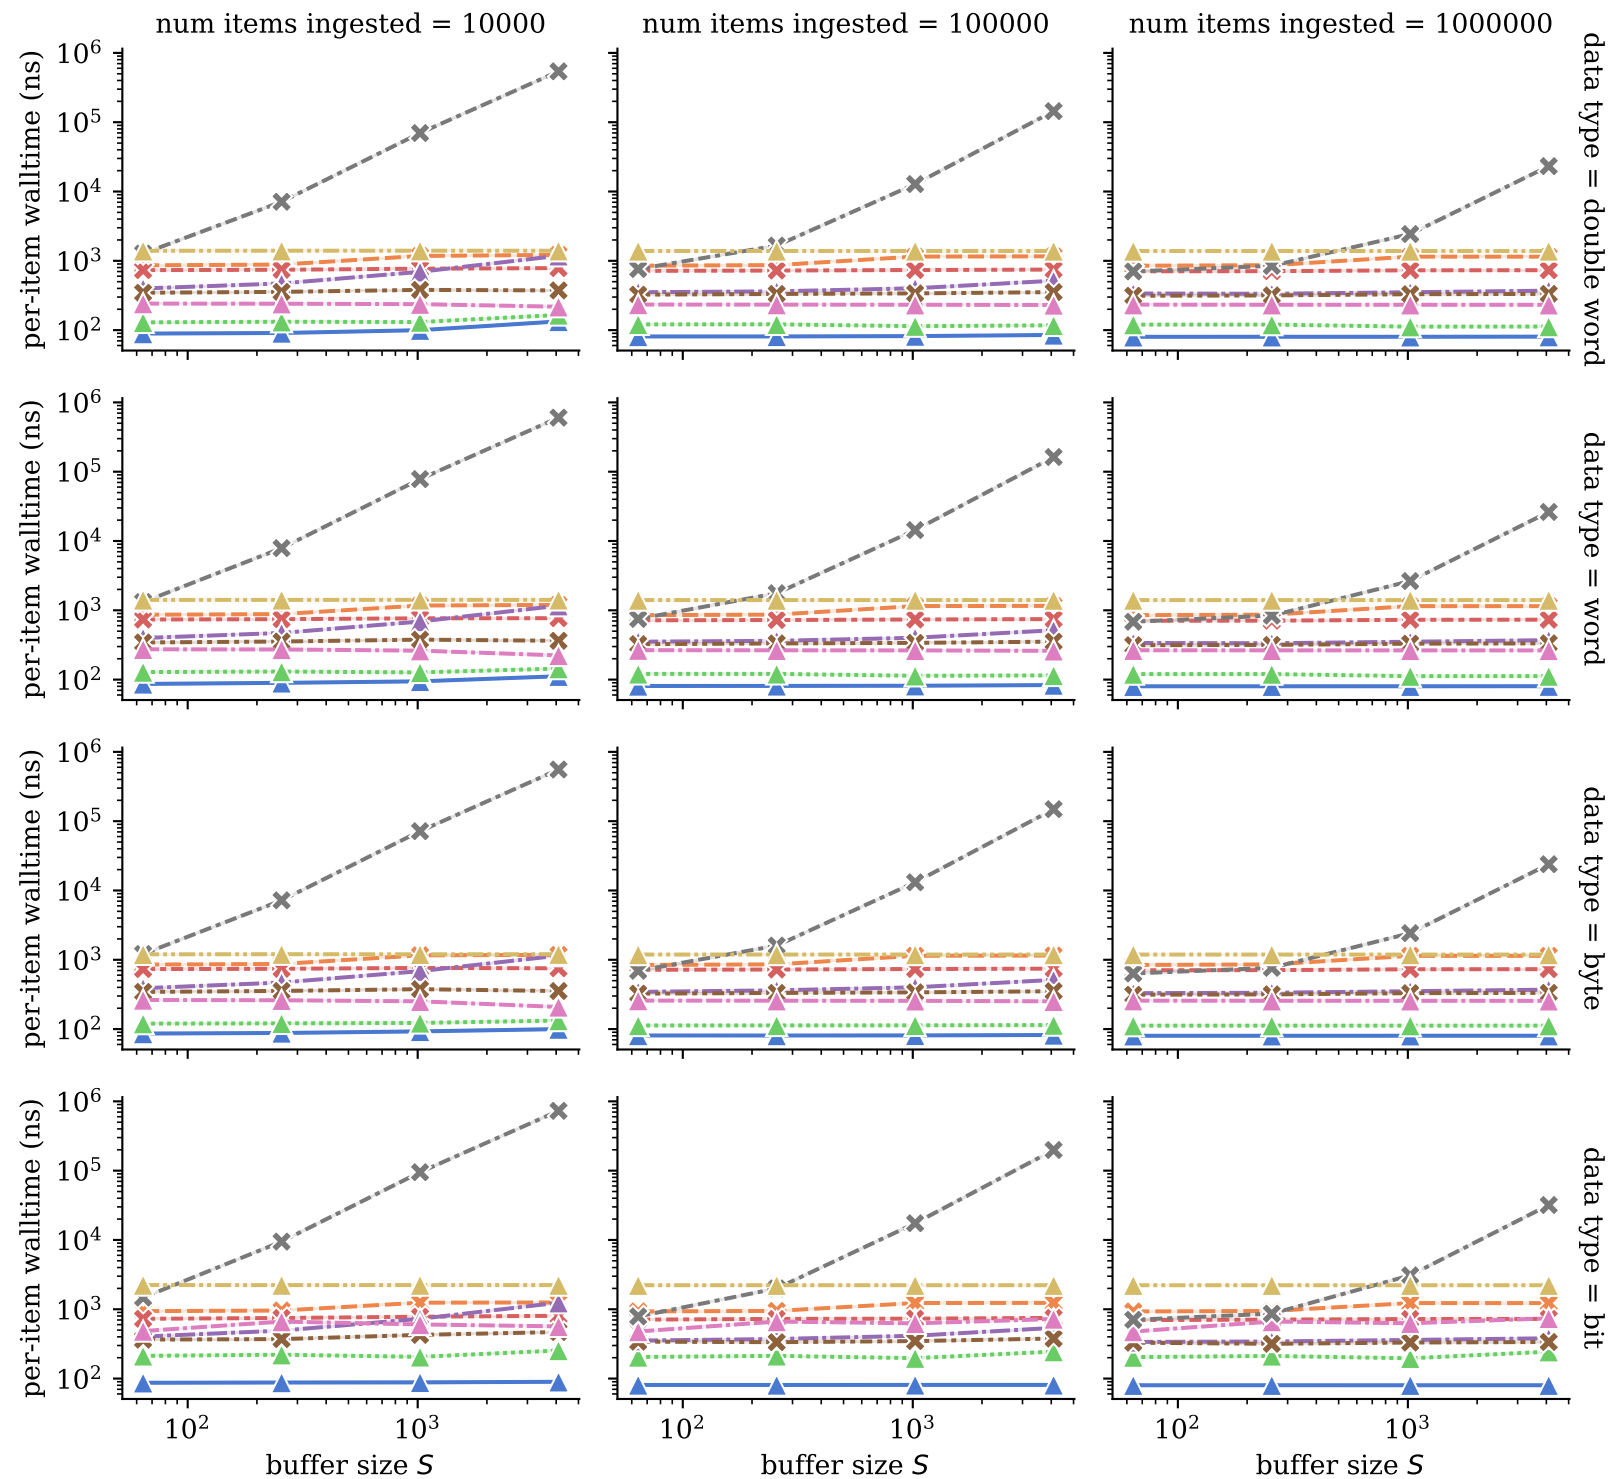 num items ingested = 10000
num items ingested = 100000
num items ingested = 1000000
per-item walltime (ns)
10⁶
10⁵
10⁴
10³
10²
data type = double word
per-item walltime (ns)
10⁶
10⁵
10⁴
10³
10²
data type = word
per-item walltime (ns)
10⁶
10⁵
10⁴
10³
10²
data type = byte
per-item walltime (ns)
10⁶
10⁵
10⁴
10³
10²
data type = bit
10² 10³
10² 10³
10² 10³
buffer size S
buffer size S
buffer size S